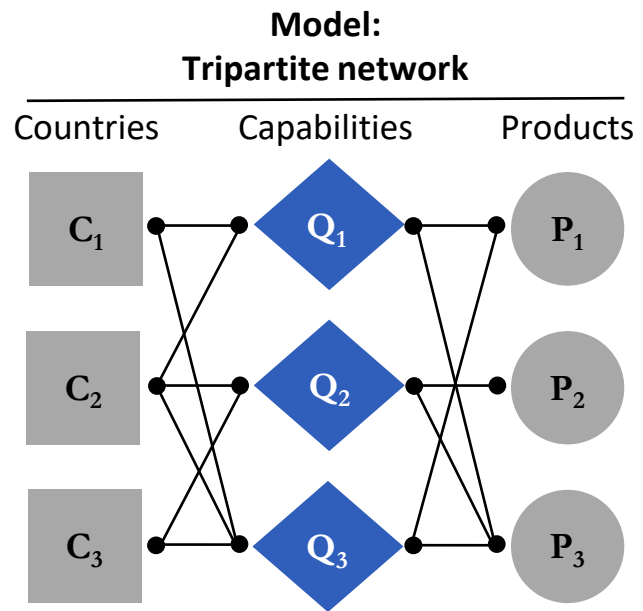 Model:
Tripartite network
Countries Capabilities Products
C₁ Q₁ P₁
C₂ Q₂ P₂
C₃ Q₃ P₃